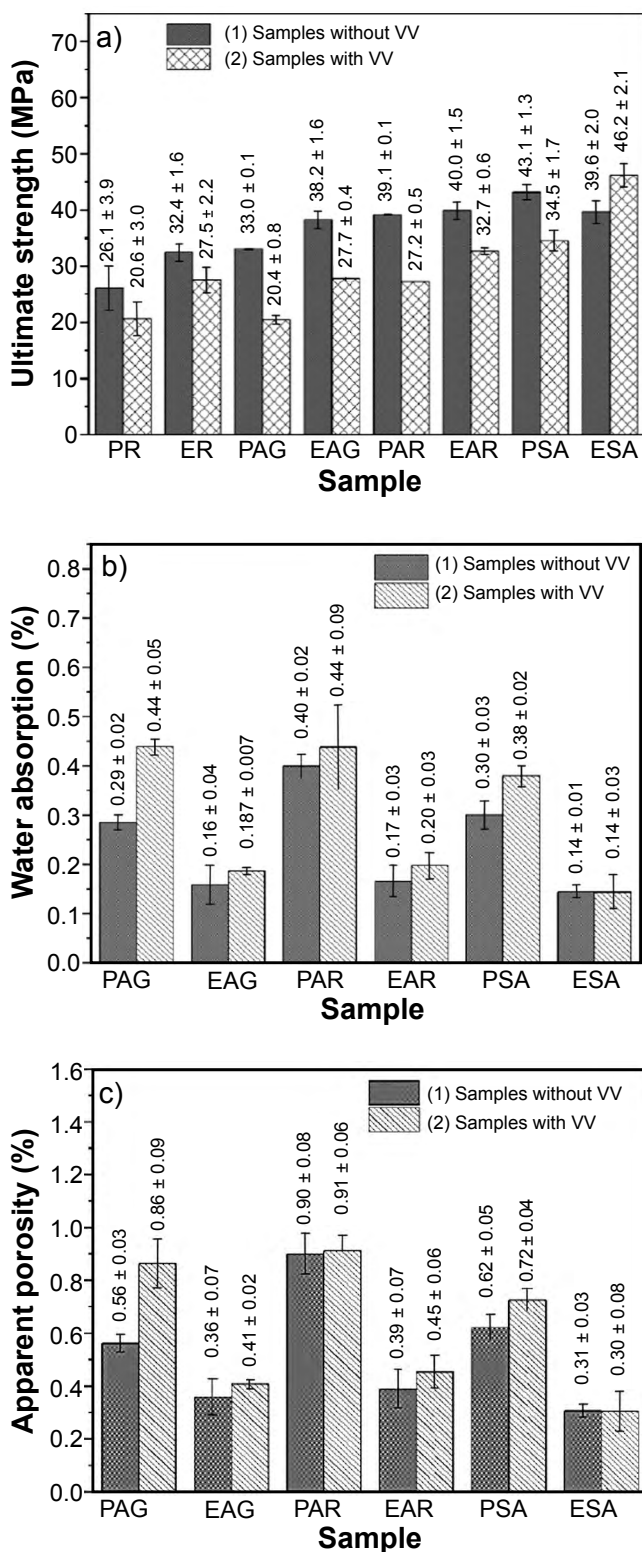 a)
(1) Samples without VV
(2) Samples with VV
Ultimate strength (MPa)
70
60
50
40
30
20
10
0
26.1 ± 3.9
20.6 ± 3.0
32.4 ± 1.6
27.5 ± 2.2
33.0 ± 0.1
20.4 ± 0.8
38.2 ± 1.6
27.7 ± 0.4
39.1 ± 0.1
27.2 ± 0.5
40.0 ± 1.5
32.7 ± 0.6
43.1 ± 1.3
34.5 ± 1.7
39.6 ± 2.0
46.2 ± 2.1
PR ER PAG EAG PAR EAR PSA ESA
Sample
b)
(1) Samples without VV
(2) Samples with VV
Water absorption (%)
0.8
0.7
0.6
0.5
0.4
0.3
0.2
0.1
0.0
0.29 ± 0.02
0.44 ± 0.05
0.16 ± 0.04
0.187 ± 0.007
0.40 ± 0.02
0.44 ± 0.09
0.17 ± 0.03
0.20 ± 0.03
0.30 ± 0.03
0.38 ± 0.02
0.14 ± 0.01
0.14 ± 0.03
PAG EAG PAR EAR PSA ESA
Sample
c)
(1) Samples without VV
(2) Samples with VV
Apparent porosity (%)
1.6
1.4
1.2
1.0
0.8
0.6
0.4
0.2
0.0
0.56 ± 0.03
0.86 ± 0.09
0.36 ± 0.07
0.41 ± 0.02
0.90 ± 0.08
0.91 ± 0.06
0.39 ± 0.07
0.45 ± 0.06
0.62 ± 0.05
0.72 ± 0.04
0.31 ± 0.03
0.30 ± 0.08
PAG EAG PAR EAR PSA ESA
Sample